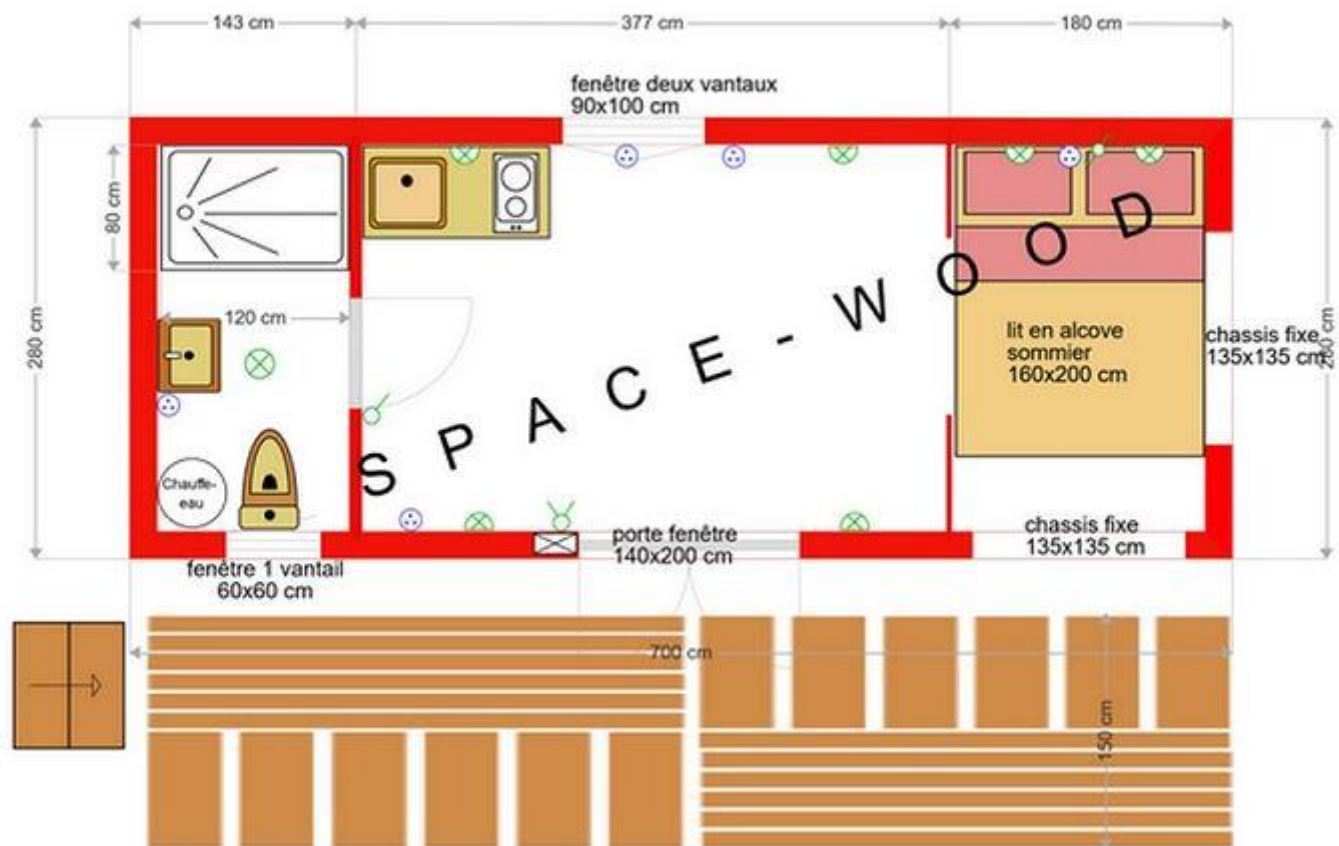 143 cm
377 cm
180 cm
fenêtre deux vantaux
90x100 cm
80 cm
280 cm
120 cm
lit en alcove
sommier
160x200 cm
chassis fixe
135x135 cm
280 cm
SPACE-WOOD
Chauffe-
eau
porte fenêtre
140x200 cm
chassis fixe
135x135 cm
fenêtre 1 vantail
60x60 cm
700 cm
150 cm